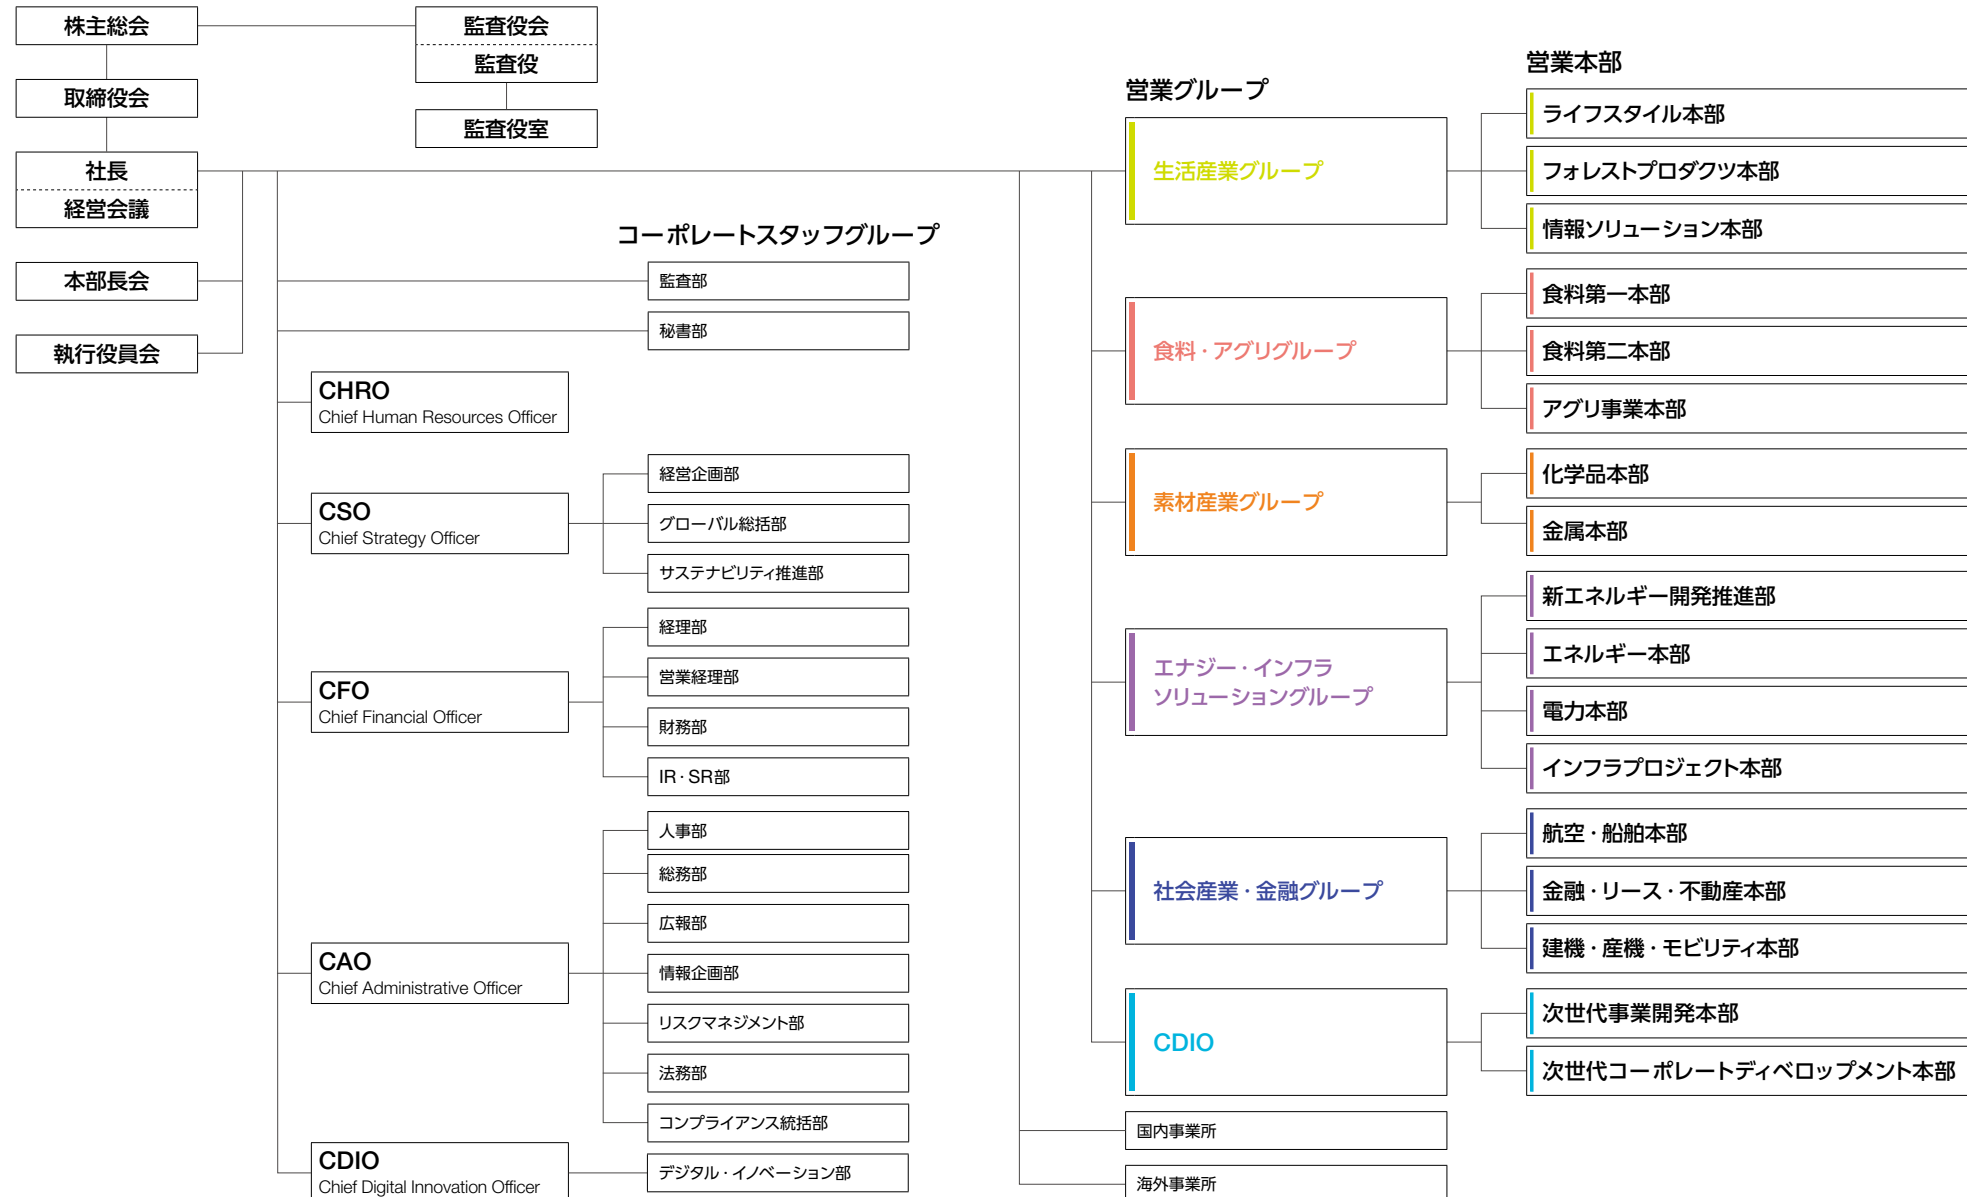 株主総会
監査役会
監査役
監査役室
取締役会
社長
経営会議
本部長会
執行役員会
コーポレートスタッフグループ
監査部
秘書部
CHRO
Chief Human Resources Officer
CSO
Chief Strategy Officer
経営企画部
グローバル総括部
サステナビリティ推進部
CFO
Chief Financial Officer
経理部
営業経理部
財務部
IR・SR部
CAO
Chief Administrative Officer
人事部
総務部
広報部
情報企画部
リスクマネジメント部
法務部
コンプライアンス統括部
CDIO
Chief Digital Innovation Officer
デジタル・イノベーション部
営業グループ
営業本部
生活産業グループ
ライフスタイル本部
フォレストプロダクツ本部
情報ソリューション本部
食料・アグリグループ
食料第一本部
食料第二本部
アグリ事業本部
素材産業グループ
化学品本部
金属本部
エナジー・インフラ
ソリューショングループ
新エネルギー開発推進部
エネルギー本部
電力本部
インフラプロジェクト本部
社会産業・金融グループ
航空・船舶本部
金融・リース・不動産本部
建機・産機・モビリティ本部
CDIO
次世代事業開発本部
次世代コーポレートディベロップメント本部
国内事業所
海外事業所